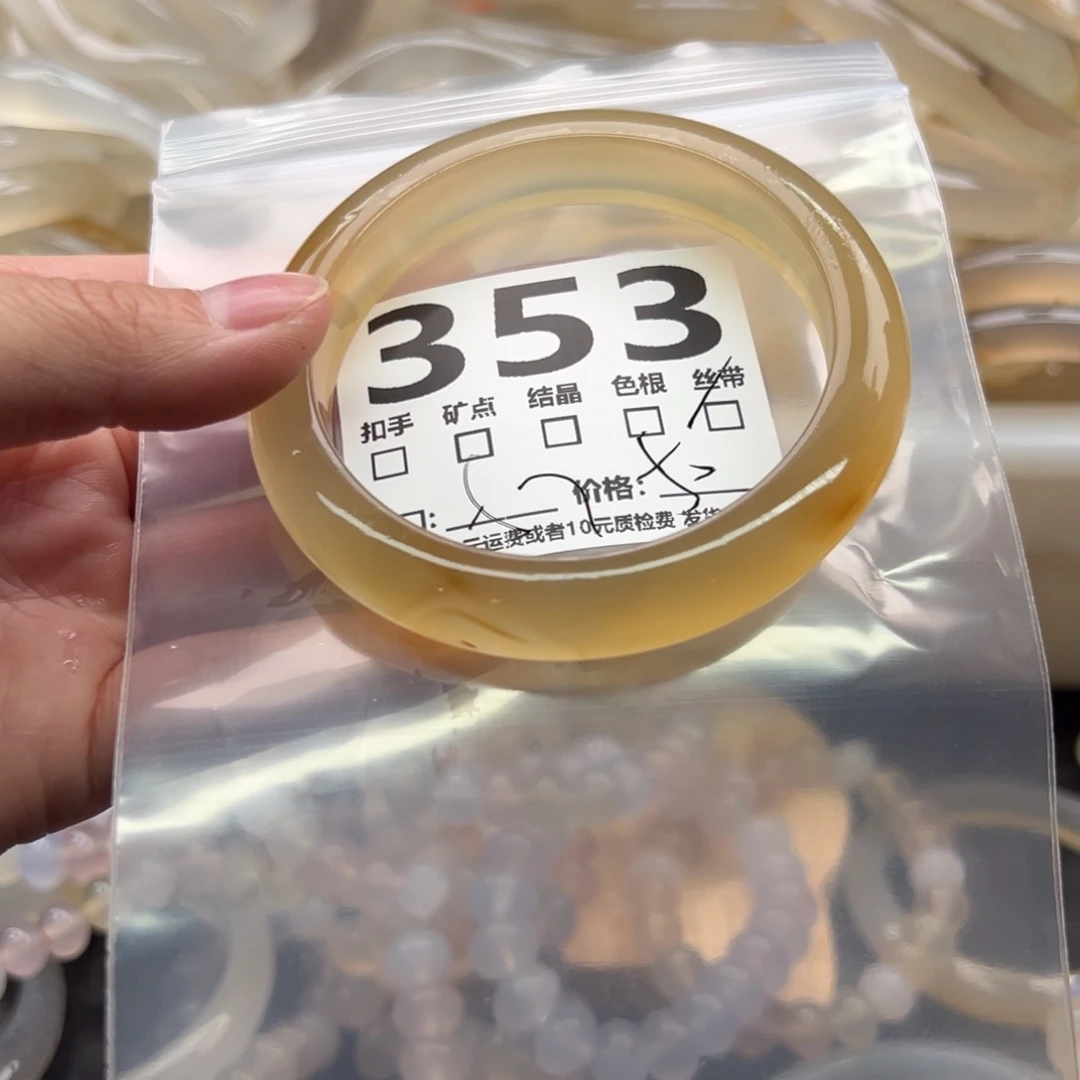 353
扣手 矿点 结晶 色根 丝带
□ □ □ □ □
: 价格:
运费或者10元质检费 发货